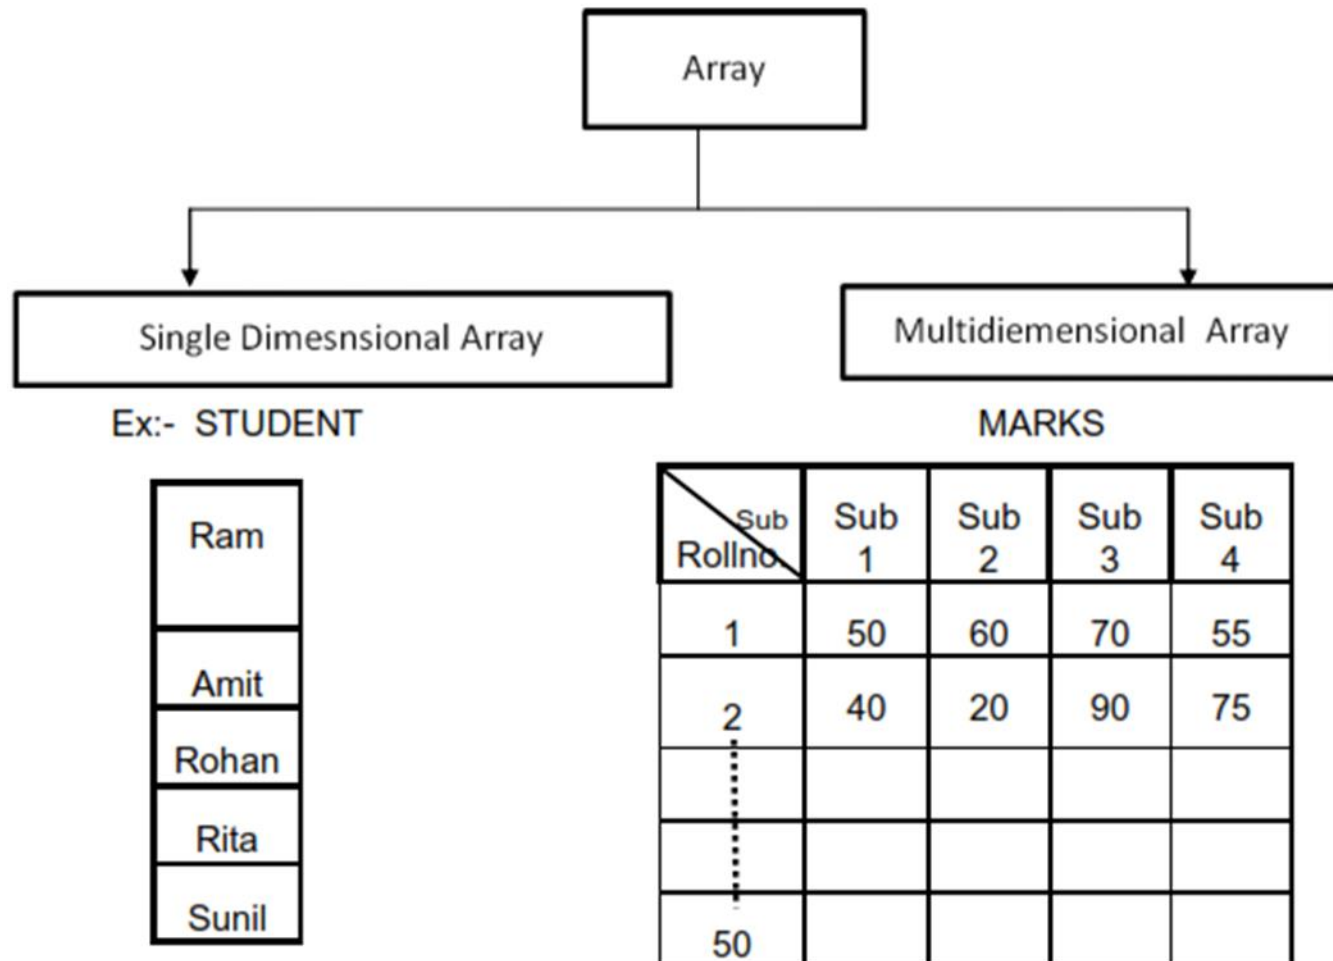 Array
Single Dimesnsional Array
Multidiemensional Array
Ex:- STUDENT
MARKS
Ram
Amit
Rohan
Rita
Sunil
Sub
Rollno.
Sub 1
Sub 2
Sub 3
Sub 4
1 50 60 70 55
2 40 20 90 75
50